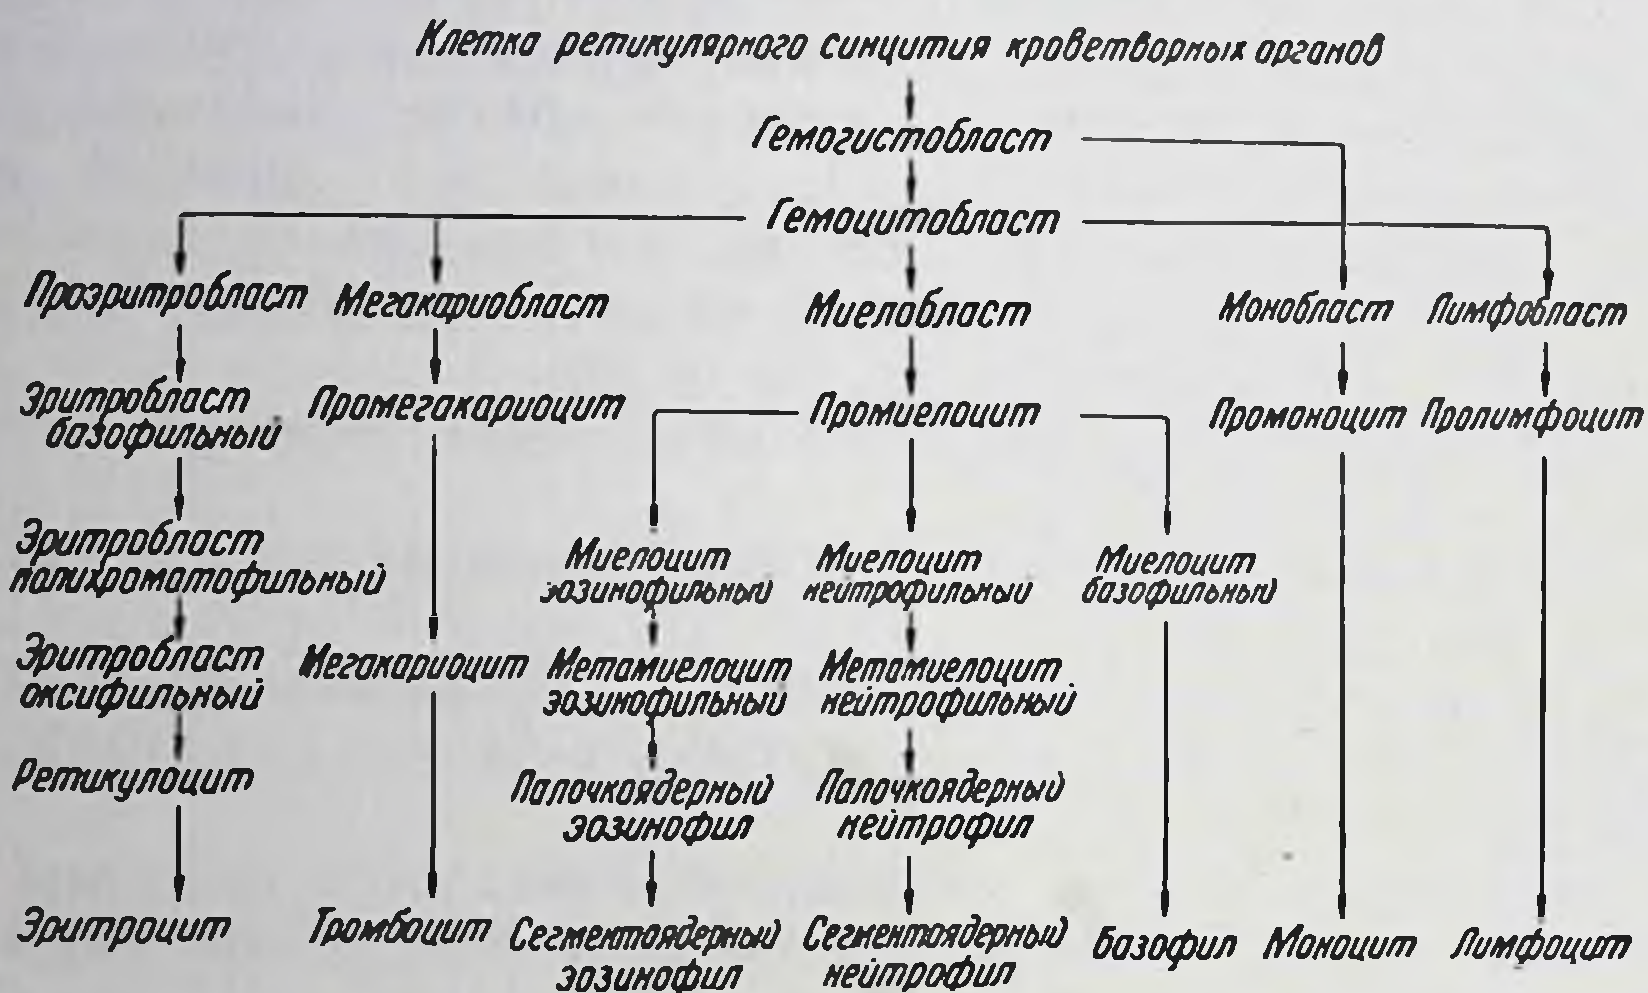 Клетка ретикулярного синцития кроветворных органов
Гемогистобласт
Гемоцитобласт
Проэритробласт Мегакариобласт Миелобласт Монобласт Лимфобласт
Эритробласт
базофильный
Промегакариоцит Промиелоцит Промоноцит Пролимфоцит
Эритробласт
полихроматофильный
Миелоцит
эозинофильный
Миелоцит
нейтрофильный
Миелоцит
базофильный
Эритробласт
оксифильный
Мегакариоцит
Метамиелоцит
эозинофильный
Метамиелоцит
нейтрофильный
Ретикулоцит
Палочкоядерный
эозинофил
Палочкоядерный
нейтрофил
Эритроцит
Тромбоцит
Сегментоядерный
эозинофил
Сегментоядерный
нейтрофил
Базофил
Моноцит
Лимфоцит